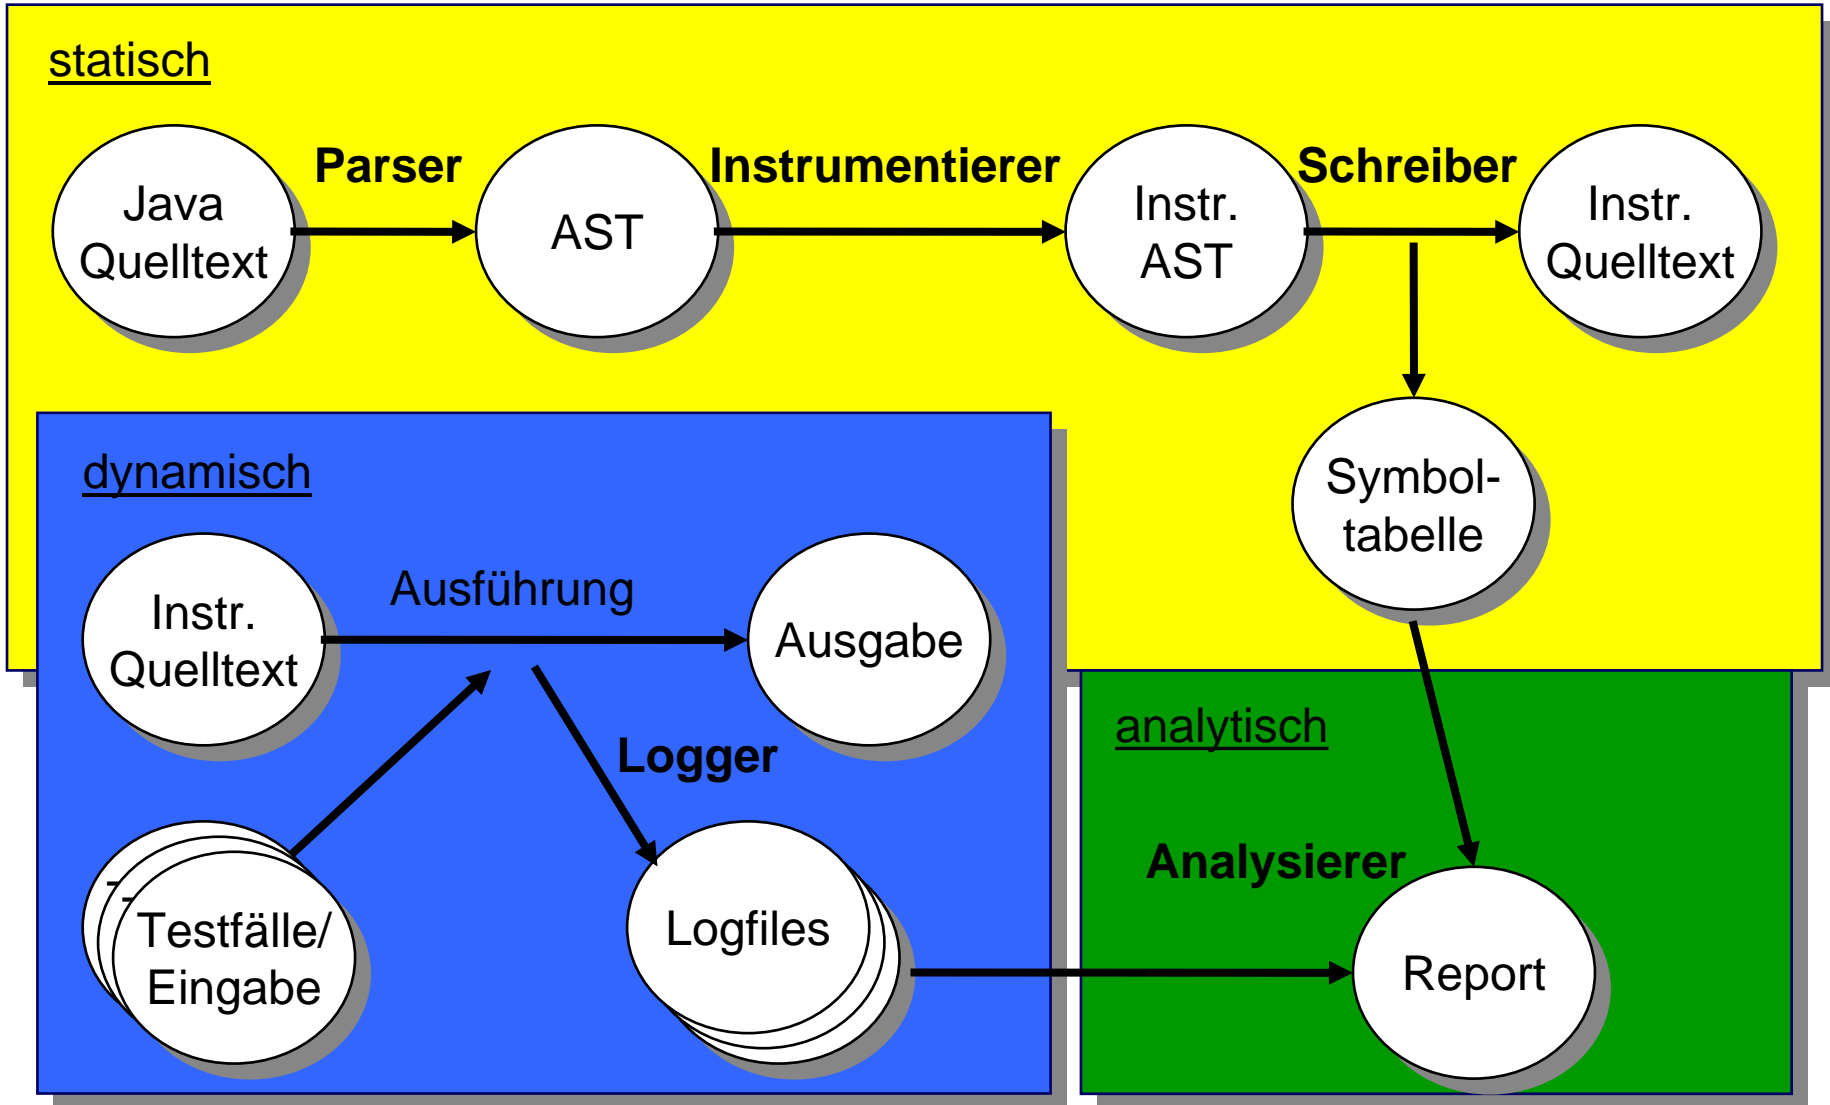 statisch
Parser
Instrumentierer
Schreiber
Java
Quelltext
AST
Instr.
AST
Instr.
Quelltext
Symbol-
tabelle
dynamisch
Instr.
Quelltext
Ausführung
Ausgabe
Logger
Testfälle/
Eingabe
Logfiles
analytisch
Analysierer
Report